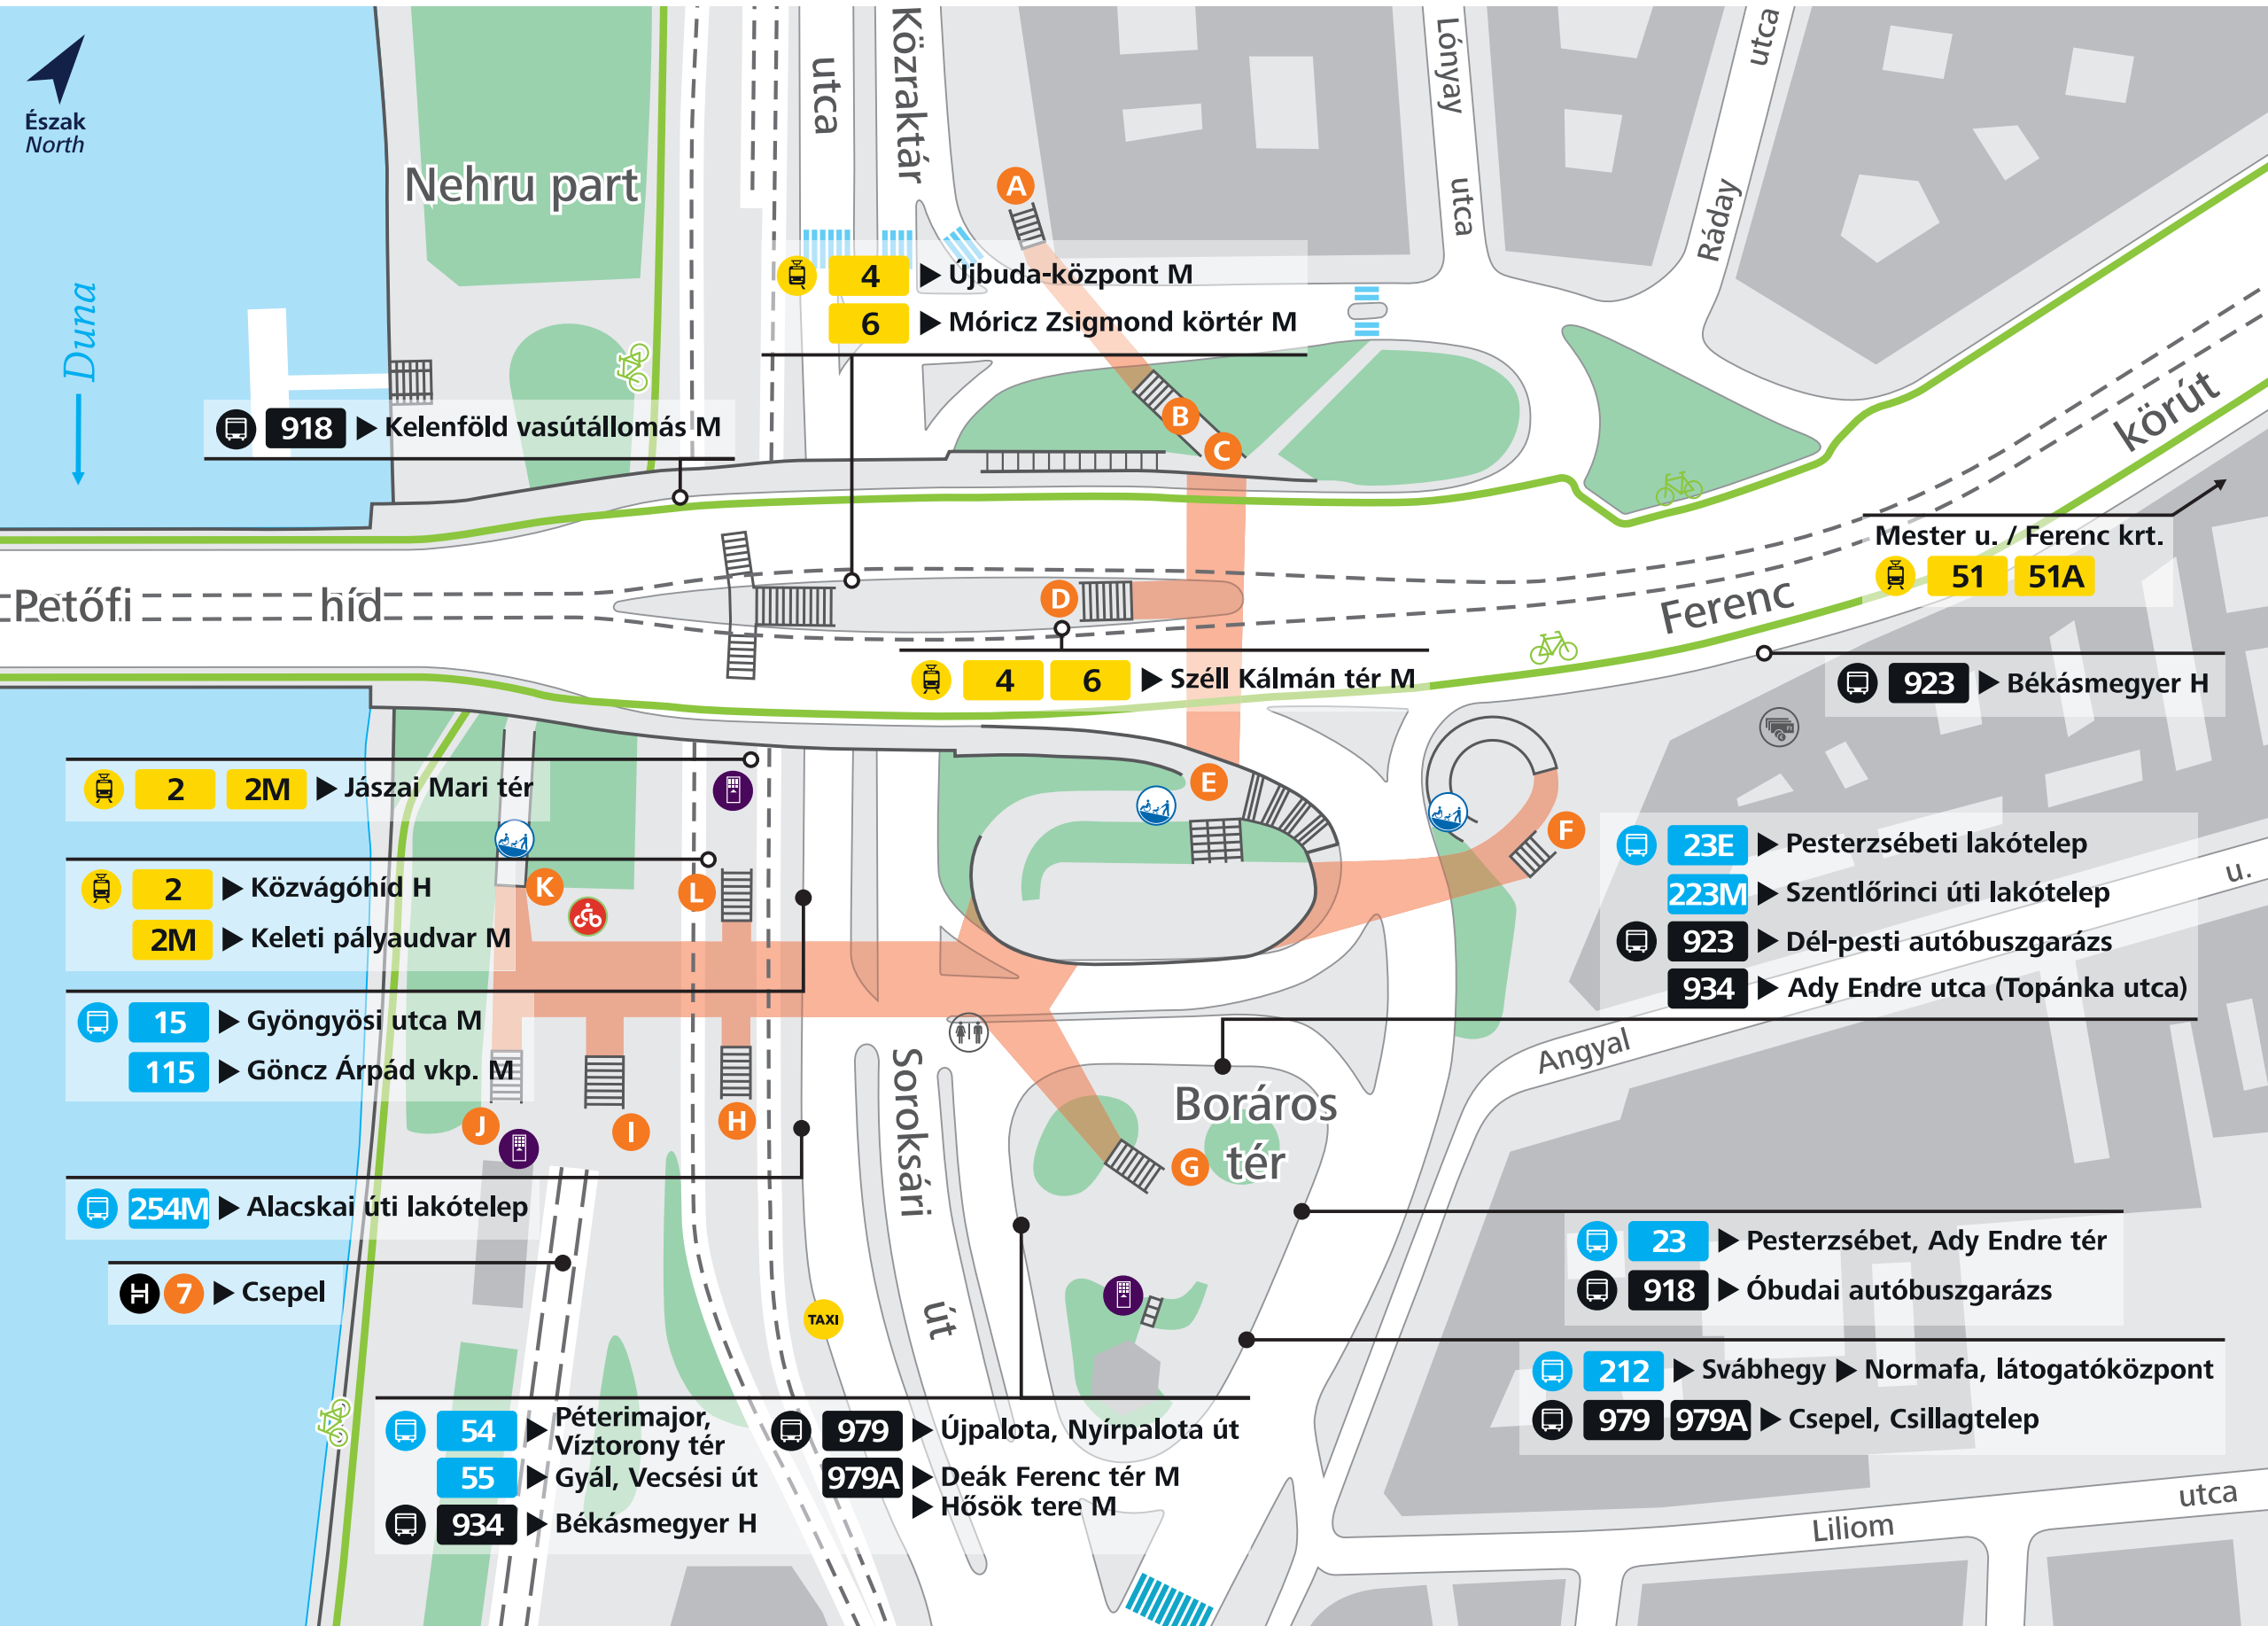 Észak
North
Duna
Nehru part
utca
Közraktár
Lónyay
utca
Ráday
utca
A
4 Újbuda-központ M
6 Móricz Zsigmond körtér M
B
C
918 Kelenföld vasútállomás M
körút
Ferenc
Mester u. / Ferenc krt.
51 51A
Petőfi híd
D
4 6 Széll Kálmán tér M
923 Békásmegyer H
2 2M Jászai Mari tér
E
F
23E Pesterzsébeti lakótelep
223M Szentlőrinci úti lakótelep
923 Dél-pesti autóbuszgarázs
934 Ady Endre utca (Topánka utca)
2 Közvágóhíd H
2M Keleti pályaudvar M
K
L
15 Gyöngyösi utca M
115 Göncz Árpád vkp. M
Angyal
u.
J
I
H
Soroksári
út
Boráros
tér
G
254M Alacskai úti lakótelep
H 7 Csepel
TAXI
23 Pesterzsébet, Ady Endre tér
918 Óbudai autóbuszgarázs
212 Svábhegy Normafa, látogatóközpont
979 979A Csepel, Csillagtelep
54 Péterimajor,
Víztorony tér
55 Gyál, Vecsési út
934 Békásmegyer H
979 Újpalota, Nyírpalota út
979A Deák Ferenc tér M
Hősök tere M
Liliom
utca